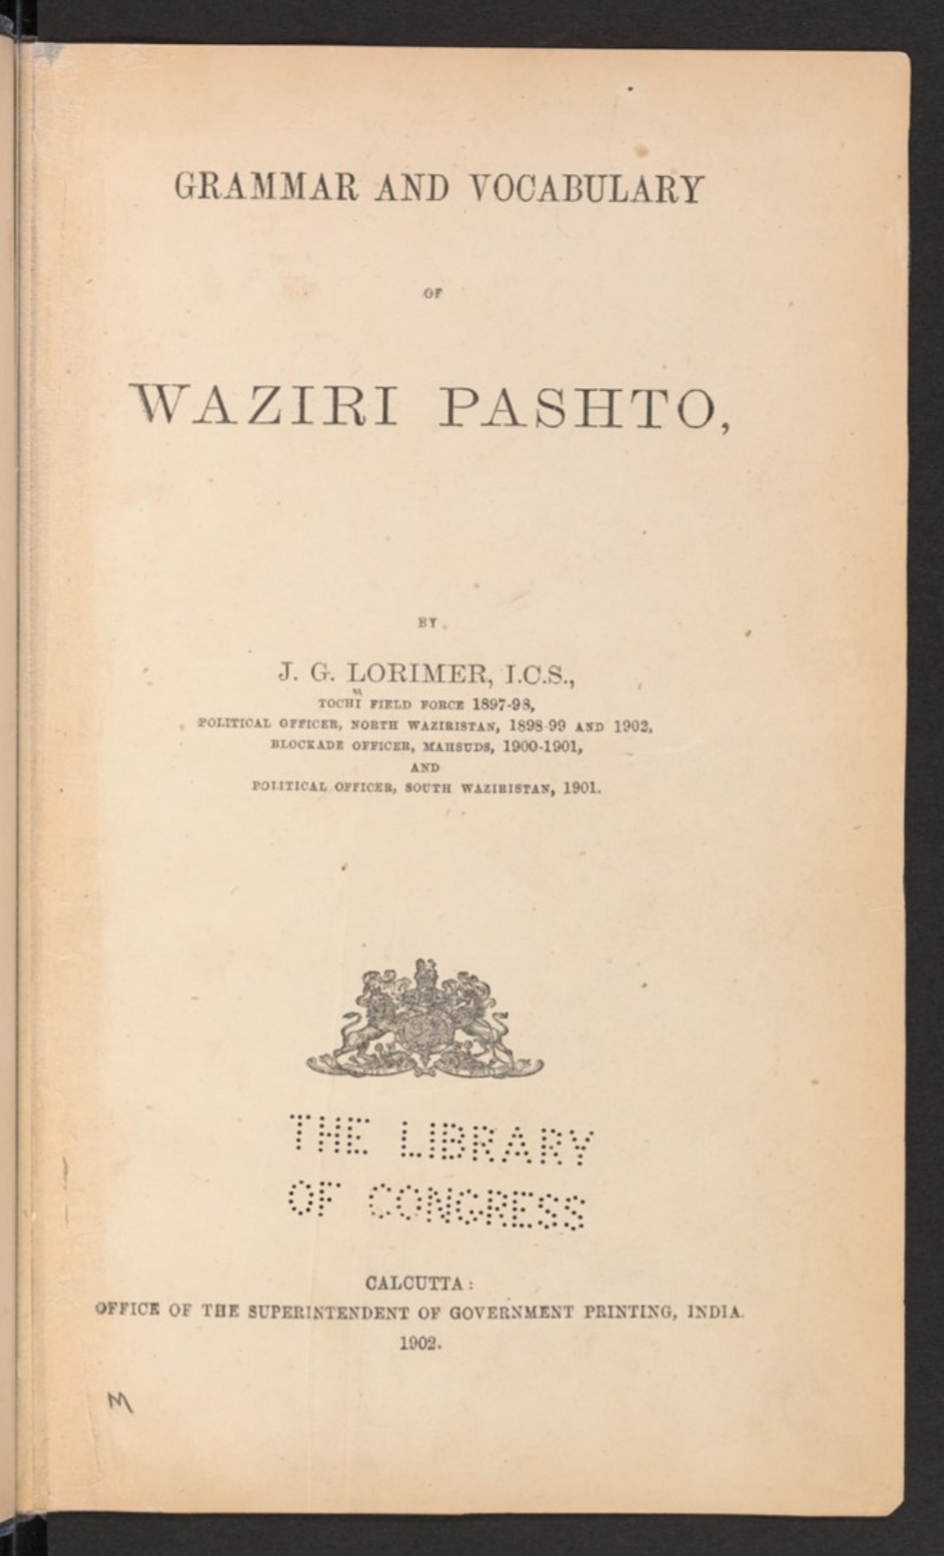 GRAMMAR AND VOCABULARY
OF
WAZIRI PASHTO,
BY
J. G. LORIMER, I.C.S.,
TOCHI FIELD FORCE 1897-98,
POLITICAL OFFICER, NORTH WAZIRISTAN, 1898-99 AND 1902,
BLOCKADE OFFICER, MAHSUDS, 1900-1901,
AND
POLITICAL OFFICER, SOUTH WAZIRISTAN, 1901.
THE LIBRARY
OF CONGRESS
CALCUTTA:
OFFICE OF THE SUPERINTENDENT OF GOVERNMENT PRINTING, INDIA.
1902.
M